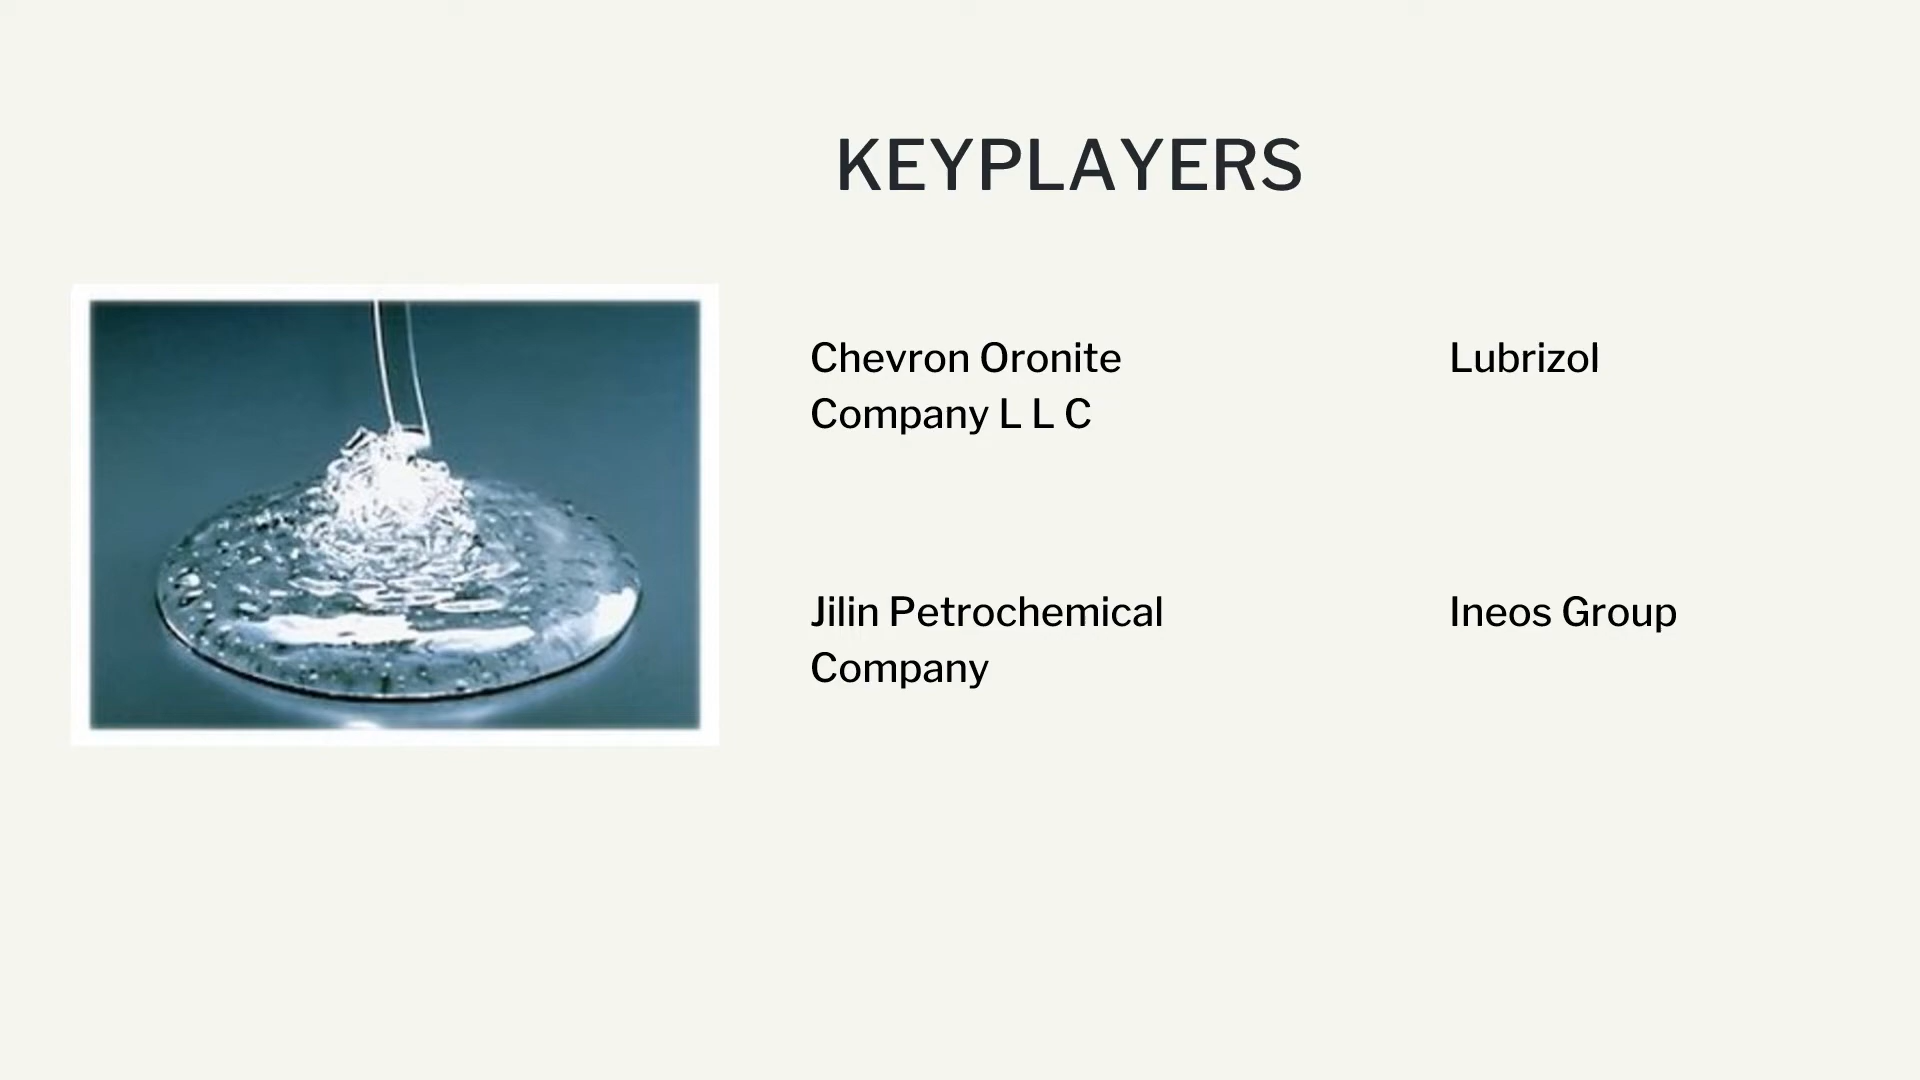 KEYPLAYERS
Chevron Oronite
Company L L C
Lubrizol
Jilin Petrochemical
Company
Ineos Group